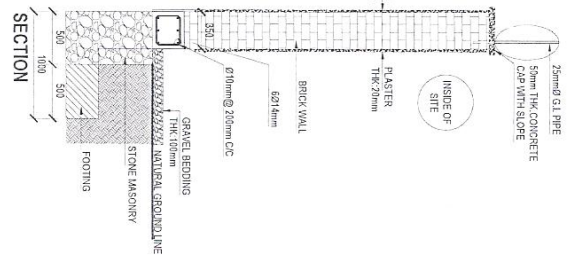 25mmØ G.I. PIPE
50mm THK.CONCRETE
CAP WITH SLOPE
INSIDE OF
SITE
PLASTER
THK:20mm
BRICK WALL
6Ø14mm
350
Ø10mm@ 200mm C/C
GRAVEL BEDDING
THK:100mm
NATURAL GROUND LINE
STONE MASONRY
FOOTING
500
500
1000
SECTION